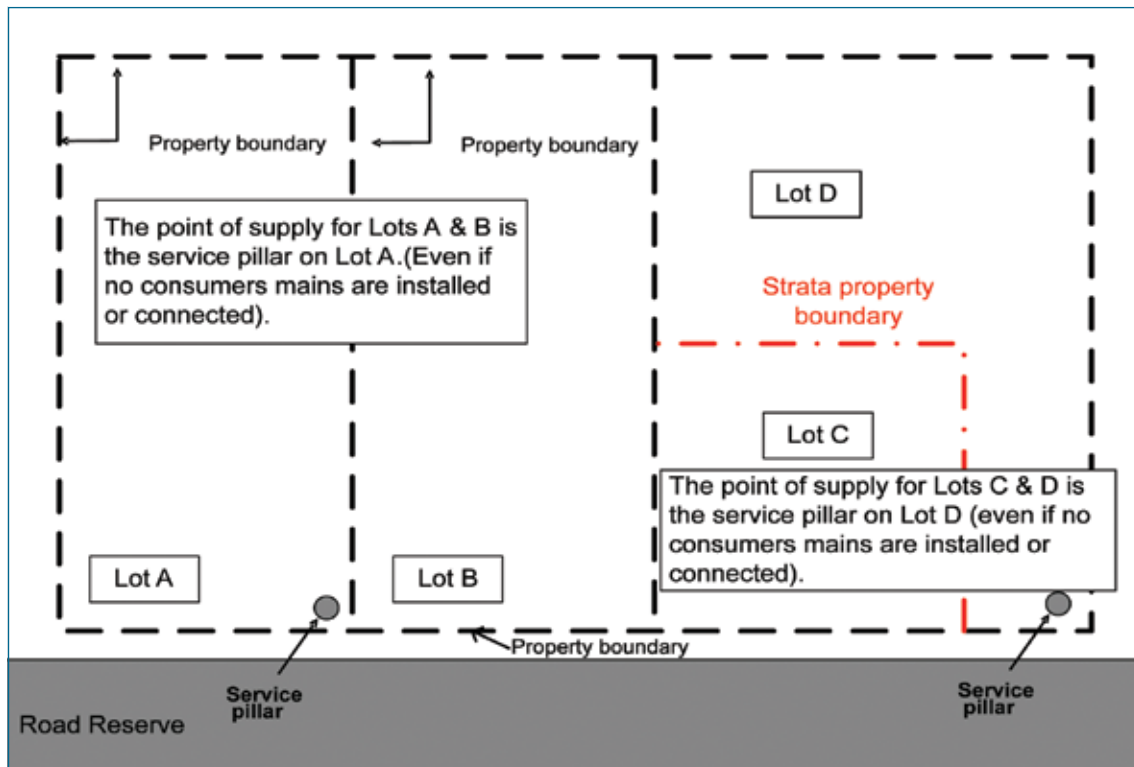 Property boundary
Property boundary
Lot D
The point of supply for Lots A & B is
the service pillar on Lot A.(Even if
no consumers mains are installed
or connected).
Strata property
boundary
Lot C
The point of supply for Lots C & D is
the service pillar on Lot D (even if no
consumers mains are installed or
connected).
Lot A
Lot B
Property boundary
Service
pillar
Service
pillar
Road Reserve